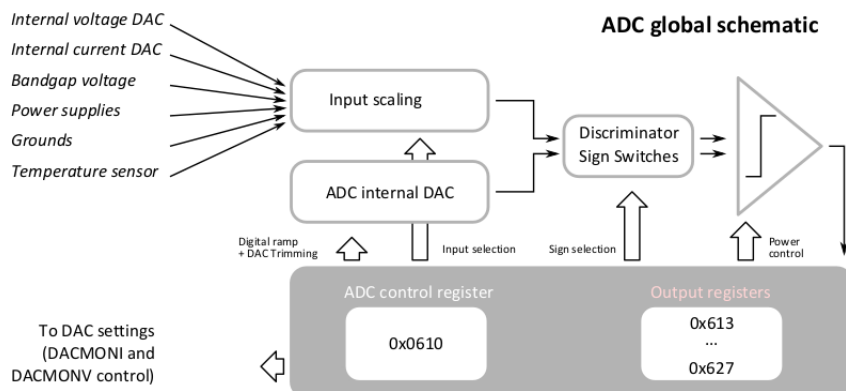 ADC global schematic
Internal voltage DAC
Internal current DAC
Bandgap voltage
Power supplies
Grounds
Temperature sensor
Input scaling
ADC internal DAC
Discriminator
Sign Switches
Digital ramp
+ DAC Trimming
Input selection
Sign selection
Power
control
ADC control register
0x0610
Output registers
0x613
...
0x627
To DAC settings
(DACMONI and
DACMONV control)